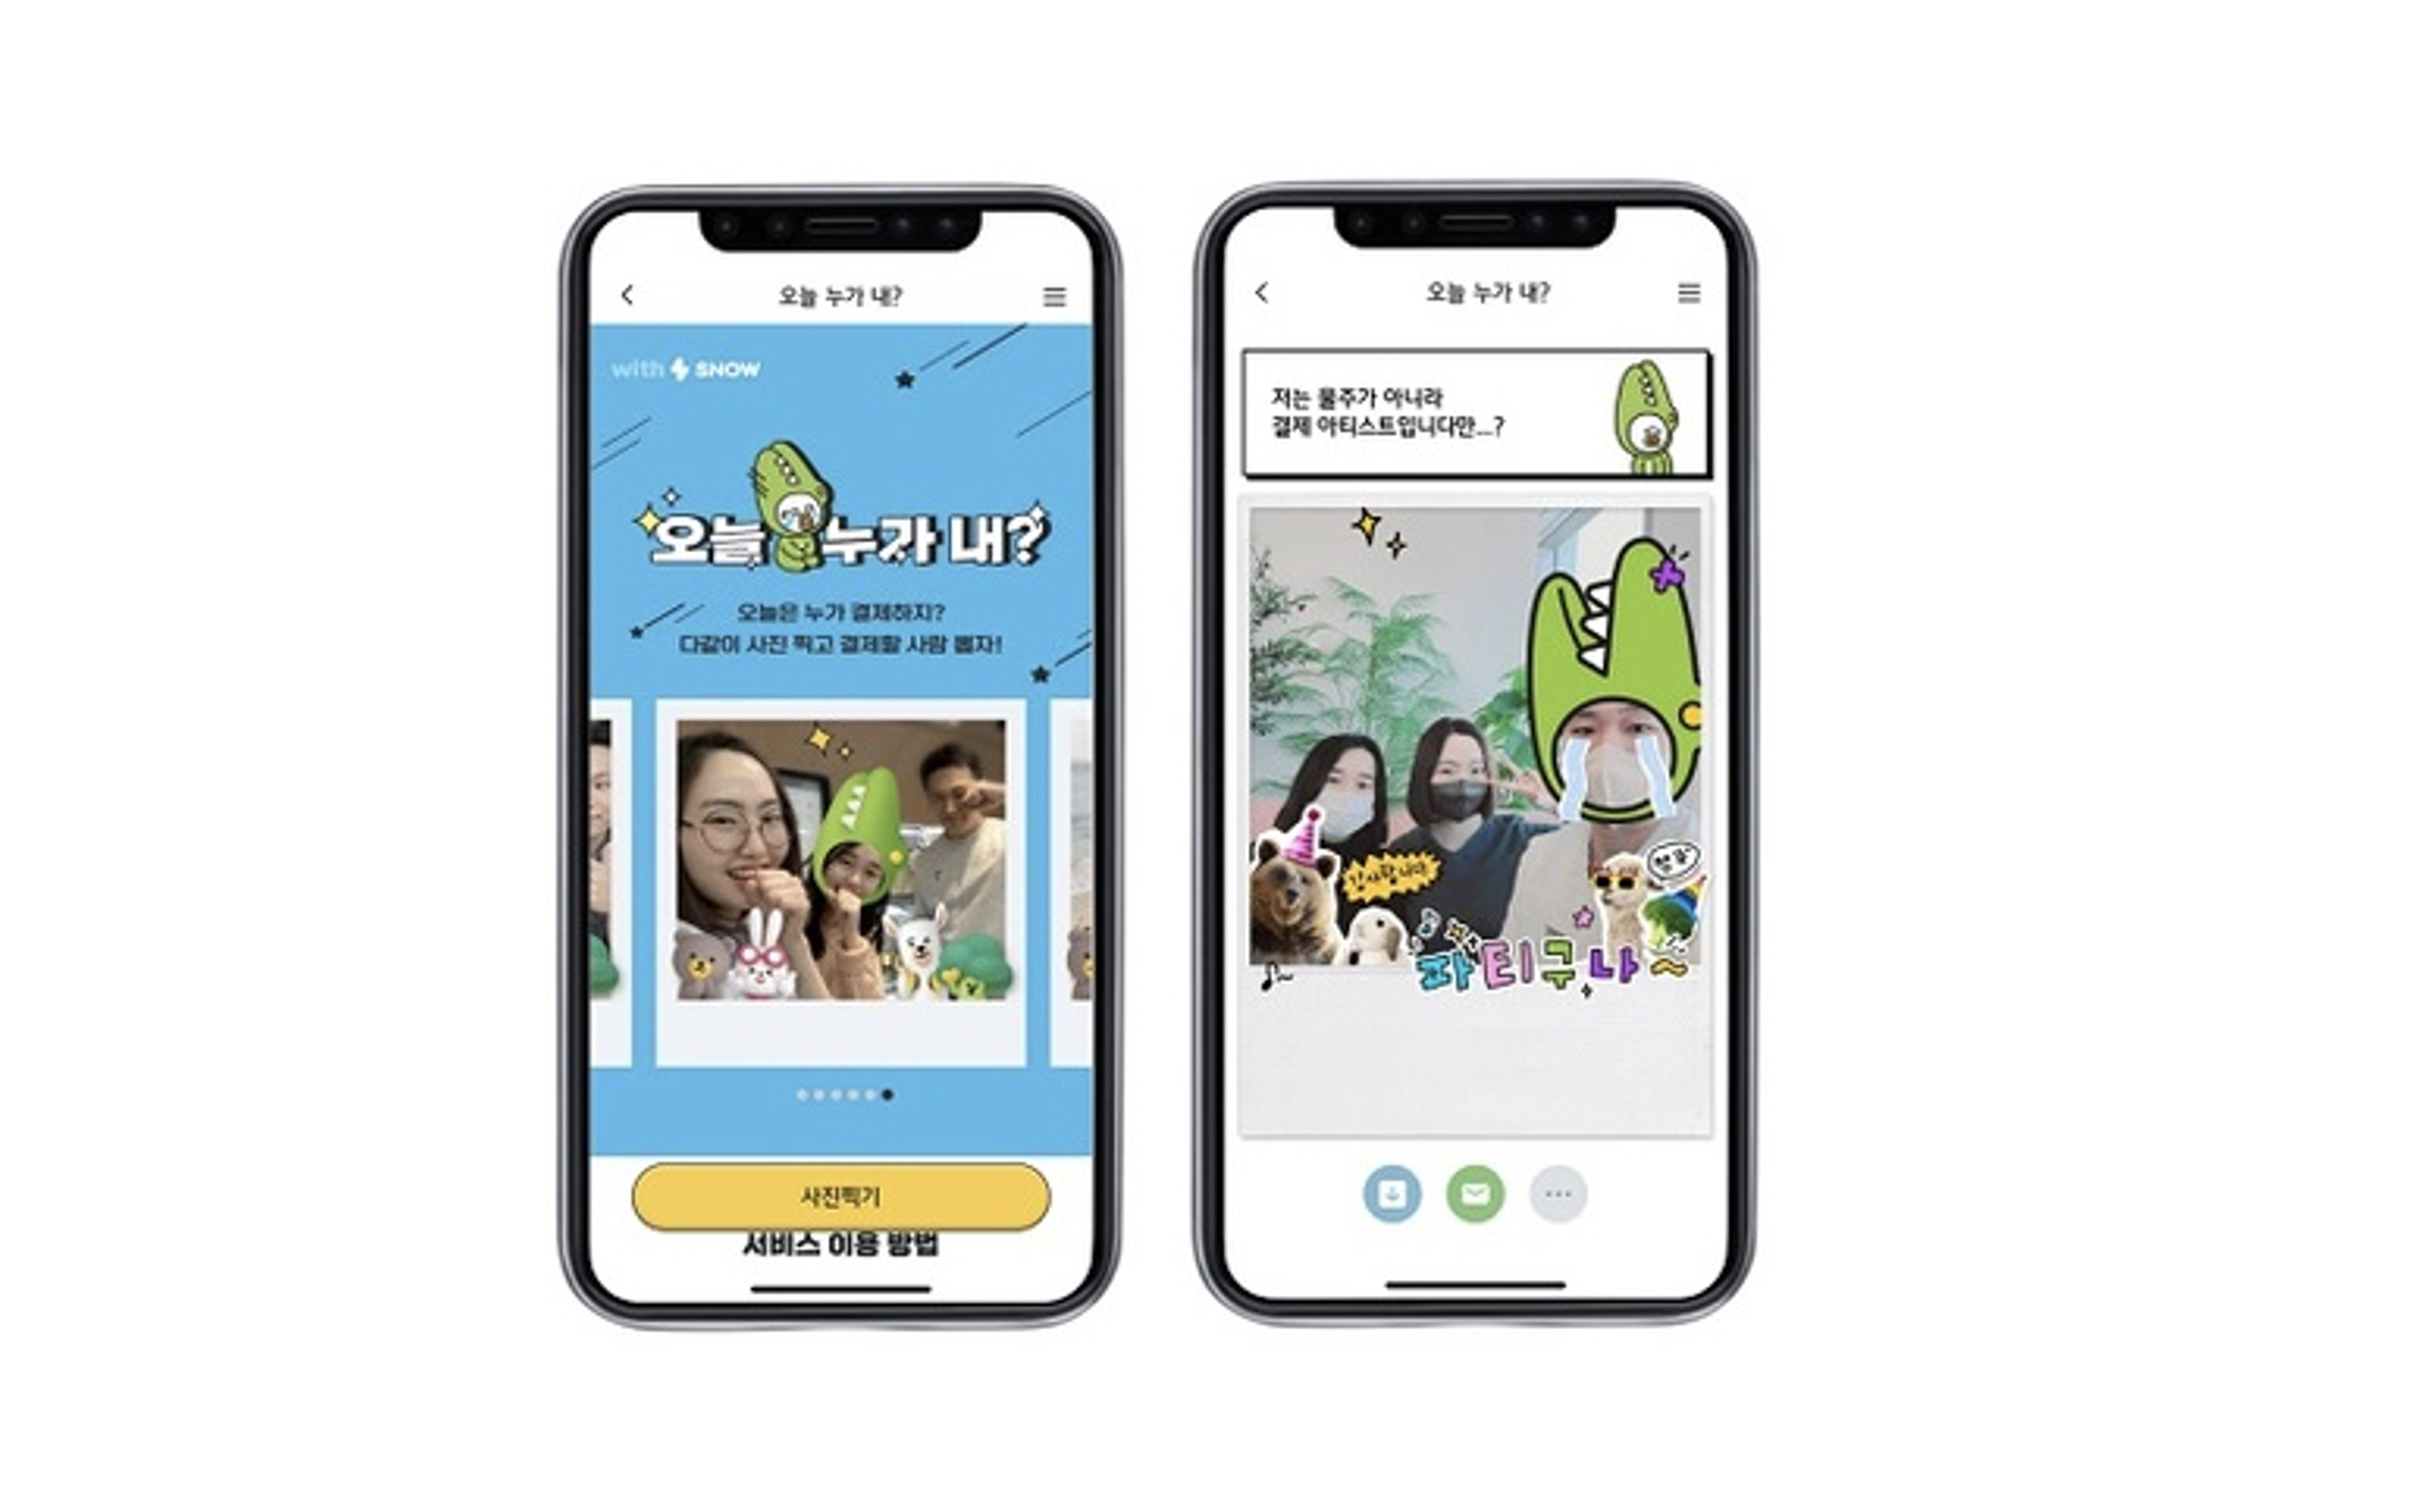 오늘 누가 내?
with SNOW
오늘 누가 내?
오늘은 누가 결제하지?
다같이 사진 찍고 결제할 사람 뽑자!
사진찍기
서비스 이용 방법
오늘 누가 내?
저는 물주가 아니라
결제 아티스트입니다만...?
감사합니다
파티구나~